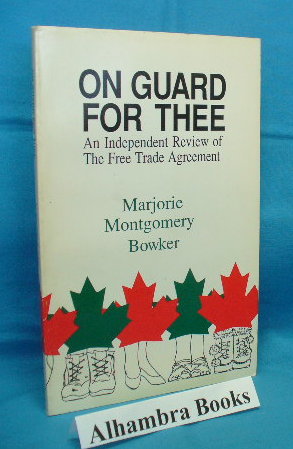 ON GUARD
FOR THEE
An Independent Review of
The Free Trade Agreement
Marjorie
Montgomery
Bowker
Alhambra Books